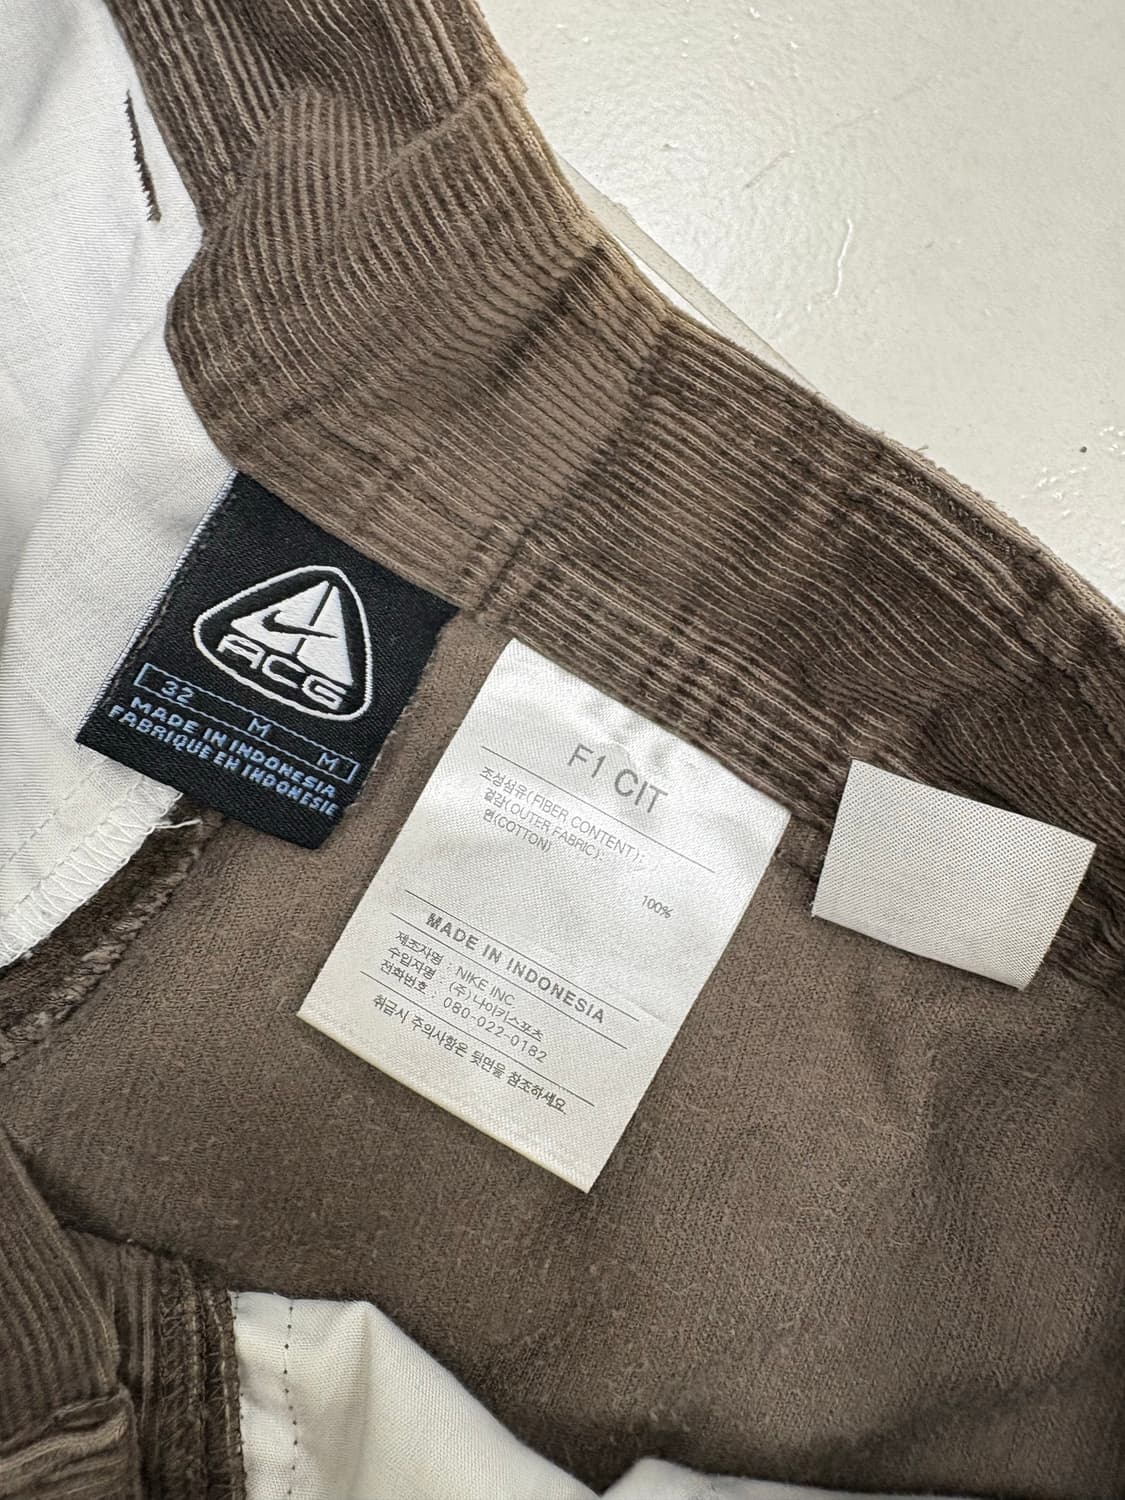 ACG
32 M M
MADE IN INDONESIA
FABRIQUE EN INDONESIE
F1 CIT
조성섬유(FIBER CONTENT):
겉감(OUTER FABRIC):
면(COTTON)
100%
MADE IN INDONESIA
제조자명 : NIKE INC
수입자명 : (주)나이키스포츠
전화번호 : 080-022-0182
취급시 주의사항은 뒷면을 참조하세요.